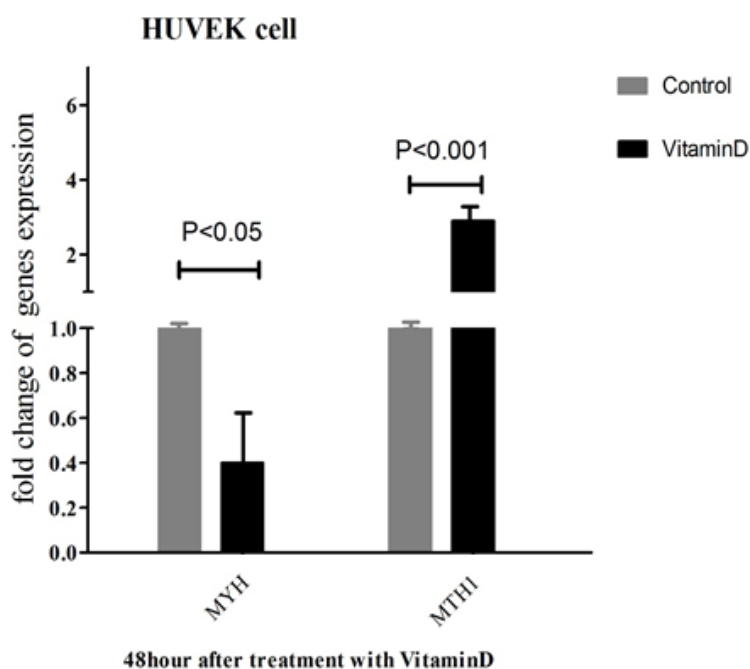 HUVEK cell
Control
VitaminD
fold change of genes expression
6
4
2
1.0
0.8
0.6
0.4
0.2
0.0
P<0.05
P<0.001
MYH
MTH1
48hour after treatment with VitaminD